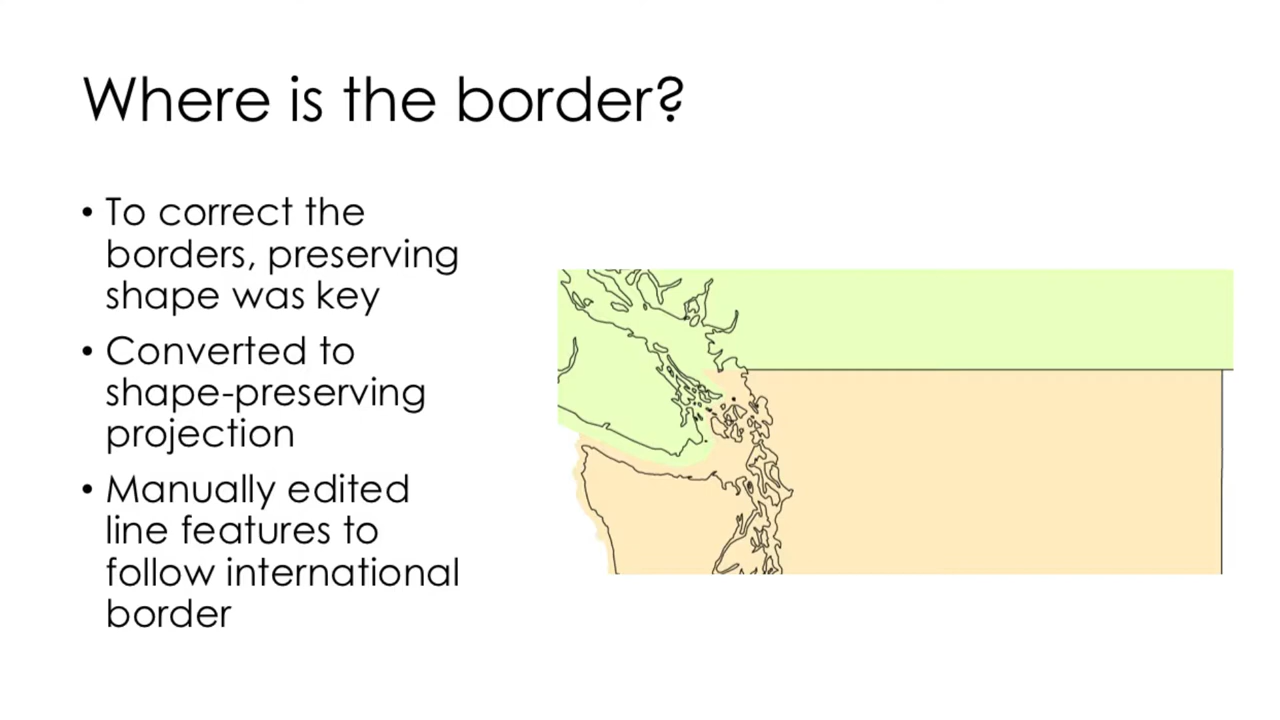 Where is the border?
• To correct the
borders, preserving
shape was key
• Converted to
shape-preserving
projection
• Manually edited
line features to
follow international
border